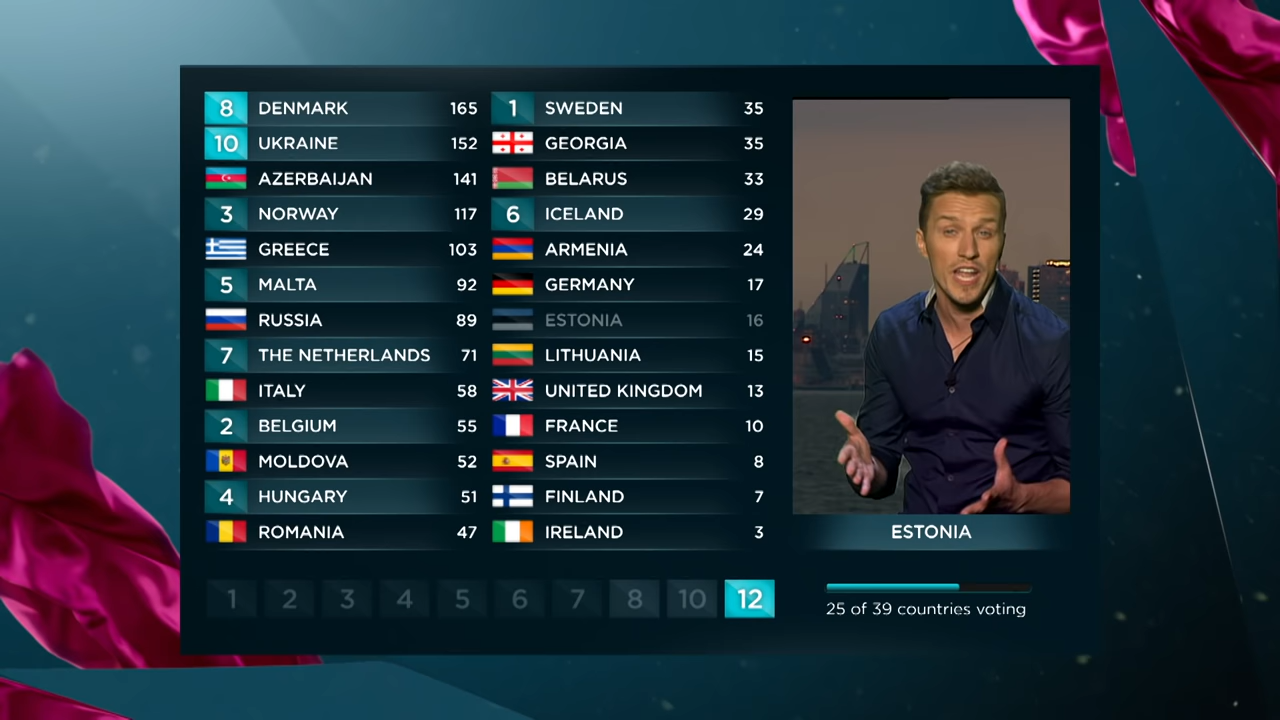 8 DENMARK 165
10 UKRAINE 152
AZERBAIJAN 141
3 NORWAY 117
GREECE 103
5 MALTA 92
RUSSIA 89
7 THE NETHERLANDS 71
ITALY 58
2 BELGIUM 55
MOLDOVA 52
4 HUNGARY 51
ROMANIA 47
1 SWEDEN 35
GEORGIA 35
BELARUS 33
6 ICELAND 29
ARMENIA 24
GERMANY 17
ESTONIA 16
LITHUANIA 15
UNITED KINGDOM 13
FRANCE 10
SPAIN 8
FINLAND 7
IRELAND 3
ESTONIA
1 2 3 4 5 6 7 8 10 12
25 of 39 countries voting